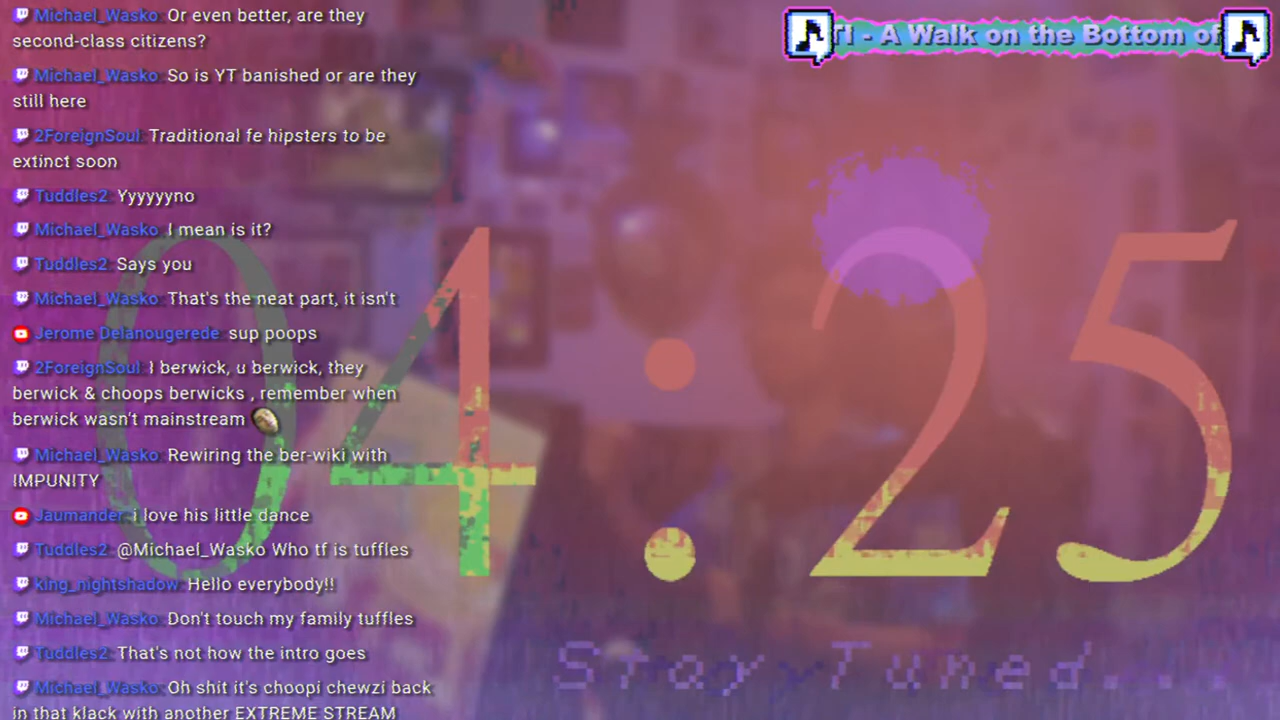 Michael_Wasko: Or even better, are they
second-class citizens?
Michael_Wasko: So is YT banished or are they
still here
2ForeignSoul: Traditional fe hipsters to be
extinct soon
Tuddles2: Yyyyyyno
Michael_Wasko: I mean is it?
Tuddles2: Says you
Michael_Wasko: That's the neat part, it isn't
Jerome Delanougerede: sup poops
2ForeignSoul: I berwick, u berwick, they
berwick & choops berwicks , remember when
berwick wasn't mainstream
Michael_Wasko: Rewiring the ber-wiki with
IMPUNITY
Jaumander: i love his little dance
Tuddles2: @Michael_Wasko Who tf is tuffles
king_nightshadow: Hello everybody!!
Michael_Wasko: Don't touch my family tuffles
Tuddles2: That's not how the intro goes
Michael_Wasko: Oh shit it's choopi chewzi back
in that klack with another EXTREME STREAM
TI - A Walk on the Bottom of
04:25
Stay Tuned...